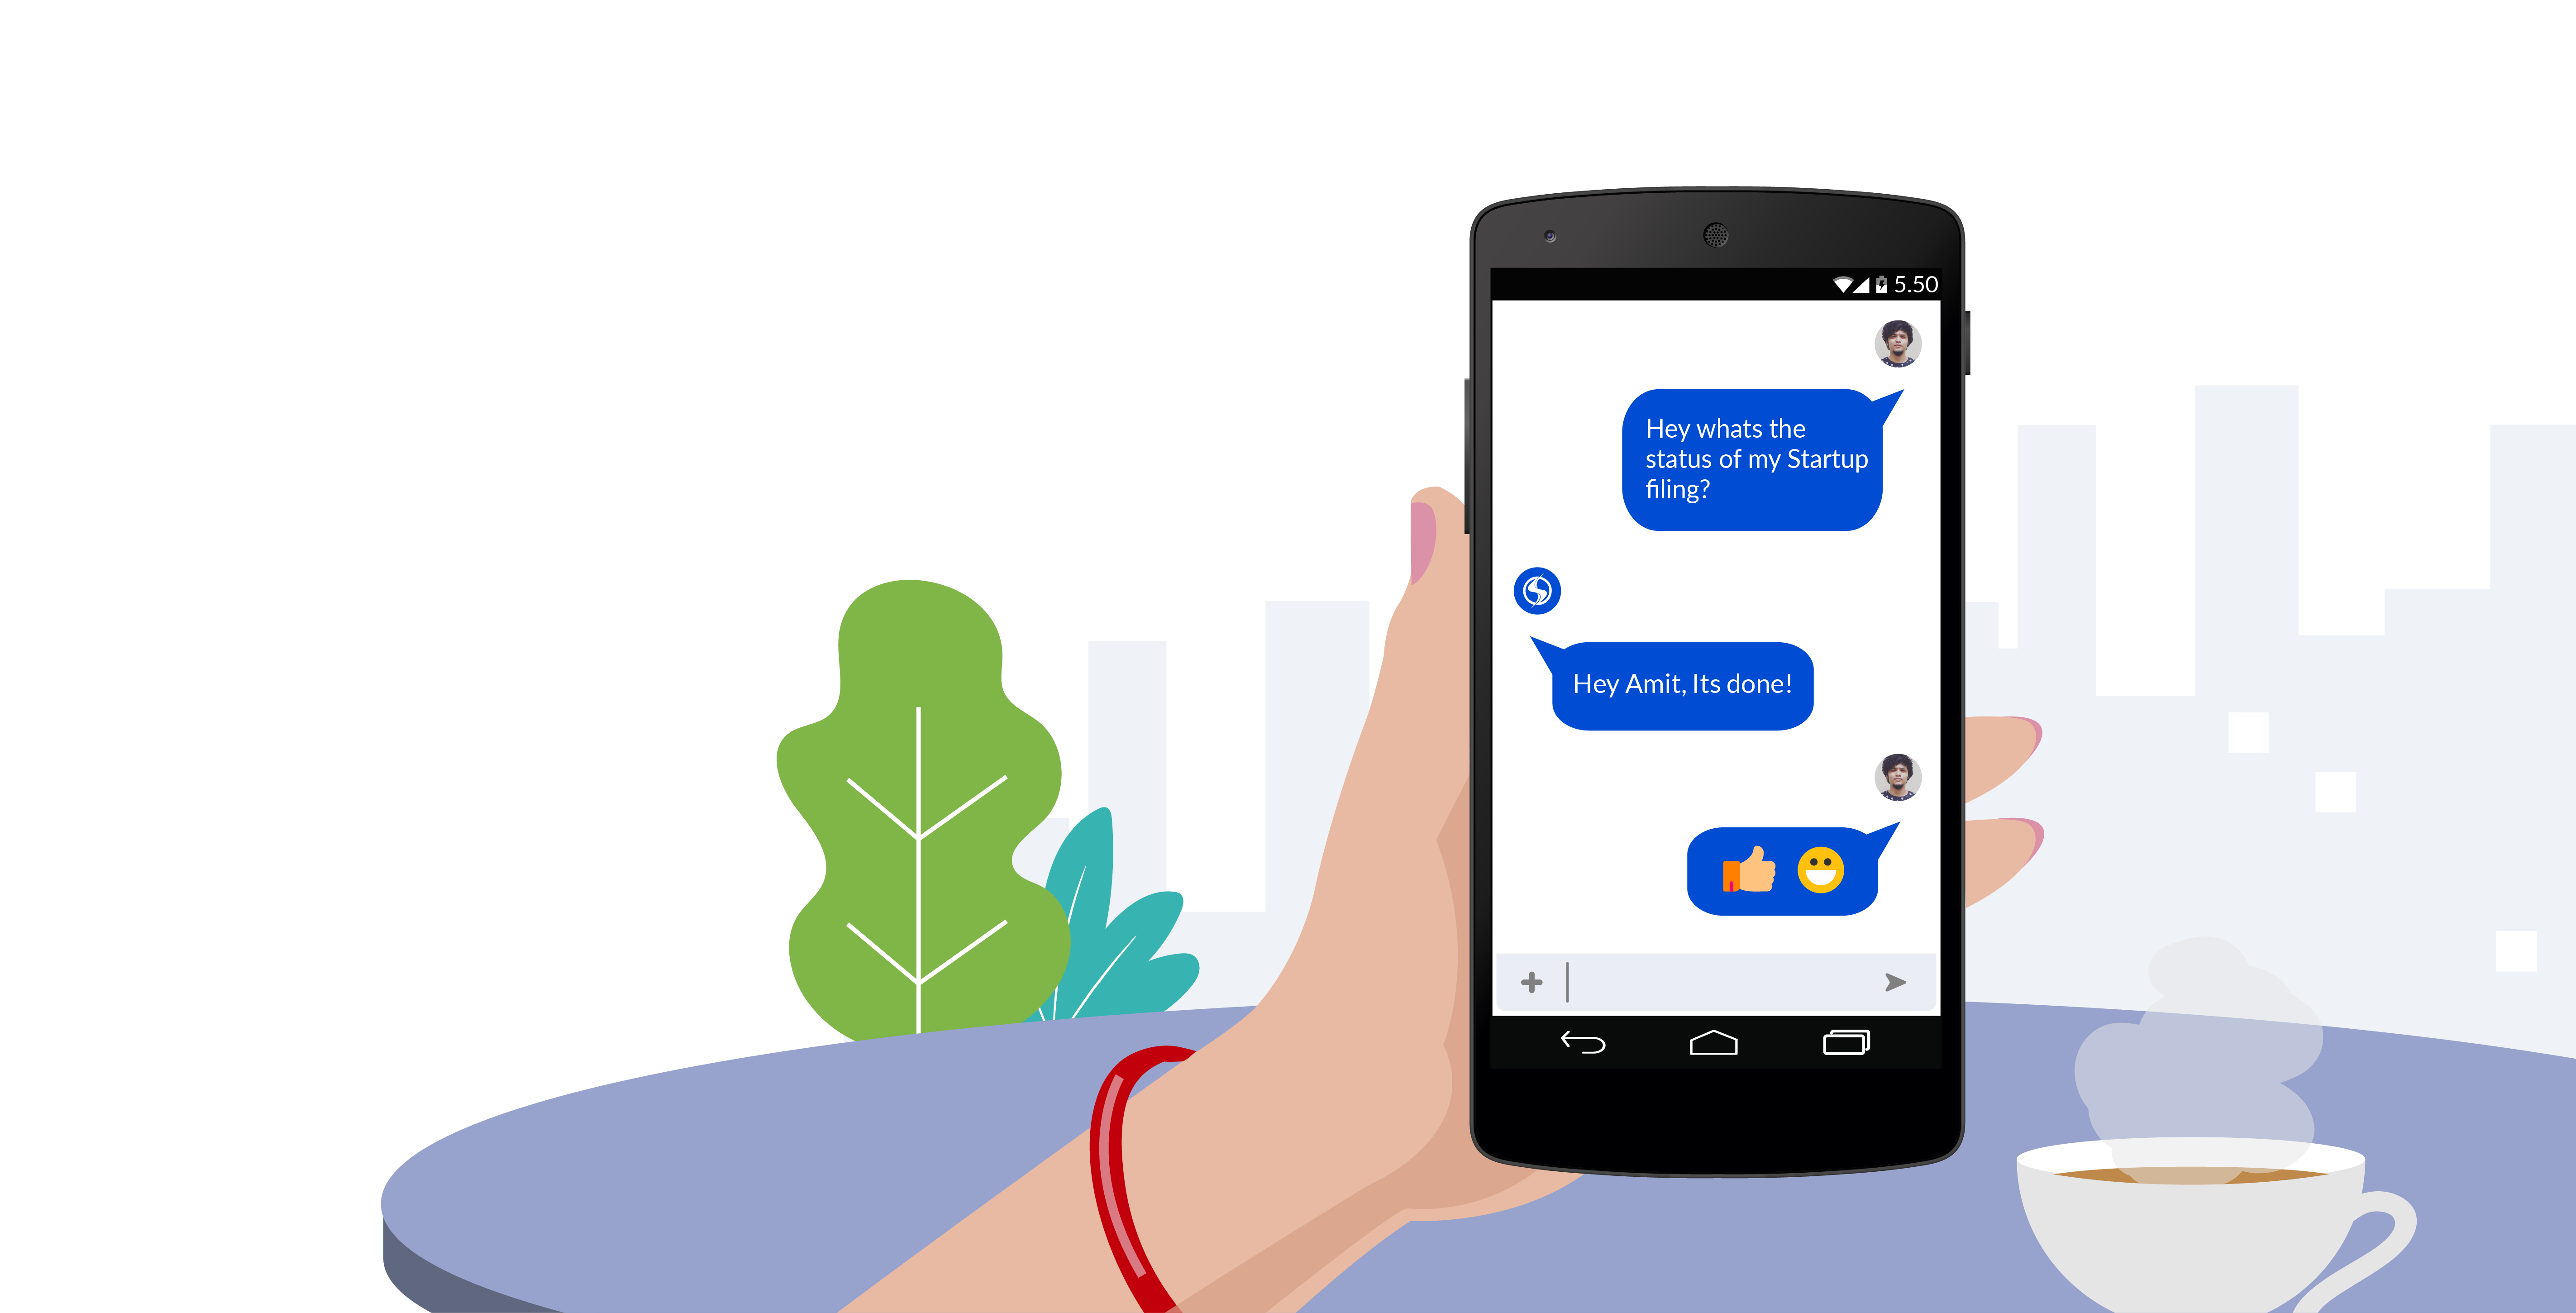 5.50
Hey whats the
status of my Startup
filing?
Hey Amit, Its done!